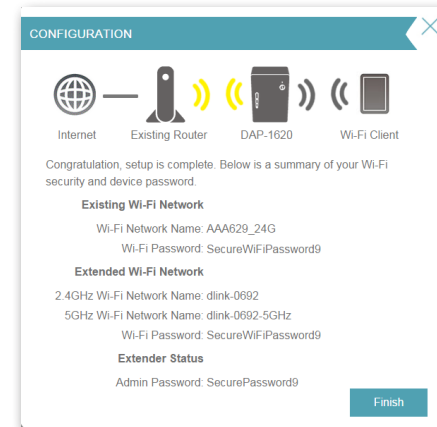 CONFIGURATION
Internet Existing Router DAP-1620 Wi-Fi Client
Congratulation, setup is complete. Below is a summary of your Wi-Fi
security and device password.
Existing Wi-Fi Network
Wi-Fi Network Name: AAA629_24G
Wi-Fi Password: SecureWiFiPassword9
Extended Wi-Fi Network
2.4GHz Wi-Fi Network Name: dlink-0692
5GHz Wi-Fi Network Name: dlink-0692-5GHz
Wi-Fi Password: SecureWiFiPassword9
Extender Status
Admin Password: SecurePassword9
Finish